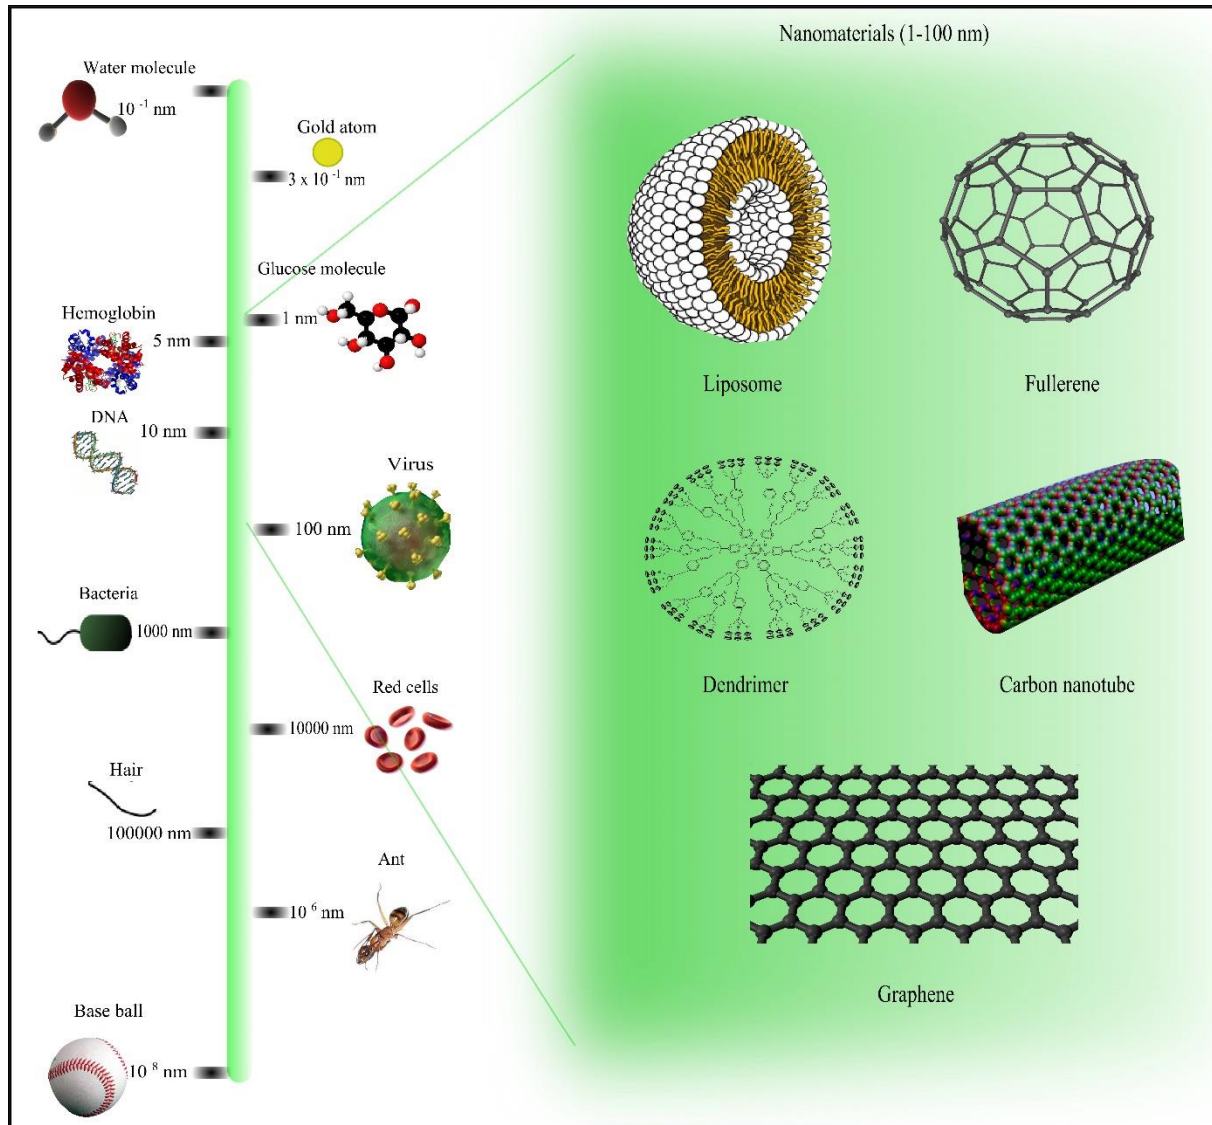 Nanomaterials (1-100 nm)
Water molecule
10 ⁻¹ nm
Gold atom
3 x 10 ⁻¹ nm
Glucose molecule
1 nm
Hemoglobin
5 nm
DNA
10 nm
Virus
100 nm
Bacteria
1000 nm
Red cells
10000 nm
Hair
100000 nm
Ant
10 ⁶ nm
Base ball
10 ⁸ nm
Liposome
Fullerene
Dendrimer
Carbon nanotube
Graphene